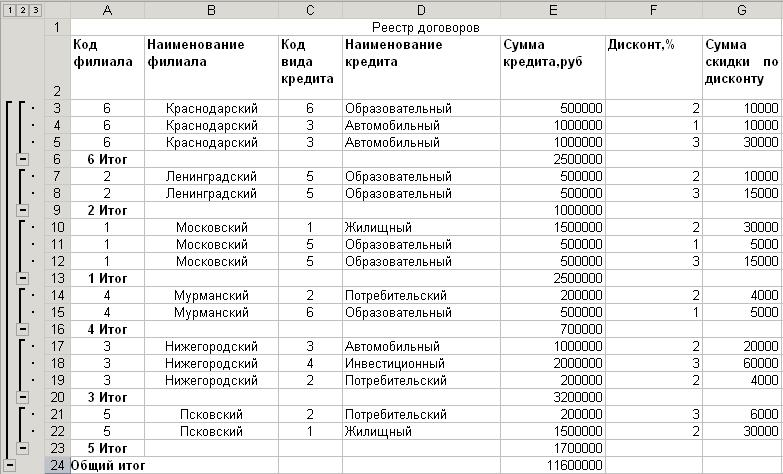 1 2 3 A B C D E F G
1 Реестр договоров
2 Код филиала Наименование филиала Код вида кредита Наименование кредита Сумма кредита,руб Дисконт,% Сумма скидки по дисконту
3 6 Краснодарский 6 Образовательный 500000 2 10000
4 6 Краснодарский 3 Автомобильный 1000000 1 10000
5 6 Краснодарский 3 Автомобильный 1000000 3 30000
6 6 Итог 2500000
7 2 Ленинградский 5 Образовательный 500000 2 10000
8 2 Ленинградский 5 Образовательный 500000 3 15000
9 2 Итог 1000000
10 1 Московский 1 Жилищный 1500000 2 30000
11 1 Московский 5 Образовательный 500000 1 5000
12 1 Московский 5 Образовательный 500000 3 15000
13 1 Итог 2500000
14 4 Мурманский 2 Потребительский 200000 2 4000
15 4 Мурманский 6 Образовательный 500000 1 5000
16 4 Итог 700000
17 3 Нижегородский 3 Автомобильный 1000000 2 20000
18 3 Нижегородский 4 Инвестиционный 2000000 3 60000
19 3 Нижегородский 2 Потребительский 200000 2 4000
20 3 Итог 3200000
21 5 Псковский 2 Потребительский 200000 3 6000
22 5 Псковский 1 Жилищный 1500000 2 30000
23 5 Итог 1700000
24 Общий итог 11600000